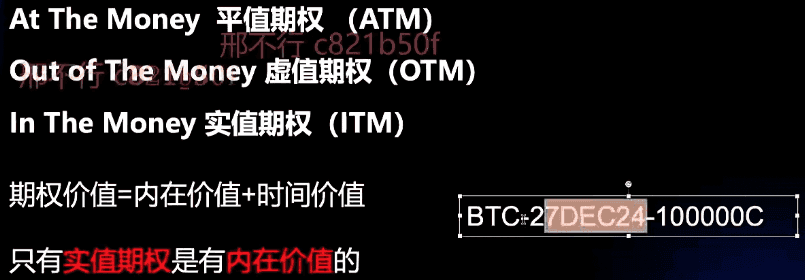 At The Money 平值期权 （ATM）
邢不行 c821b50f
Out of The Money 虚值期权（OTM）
邢不行 c821b50f
In The Money 实值期权（ITM）
期权价值=内在价值+时间价值
BTC-27DEC24-100000C
只有实值期权是有内在价值的